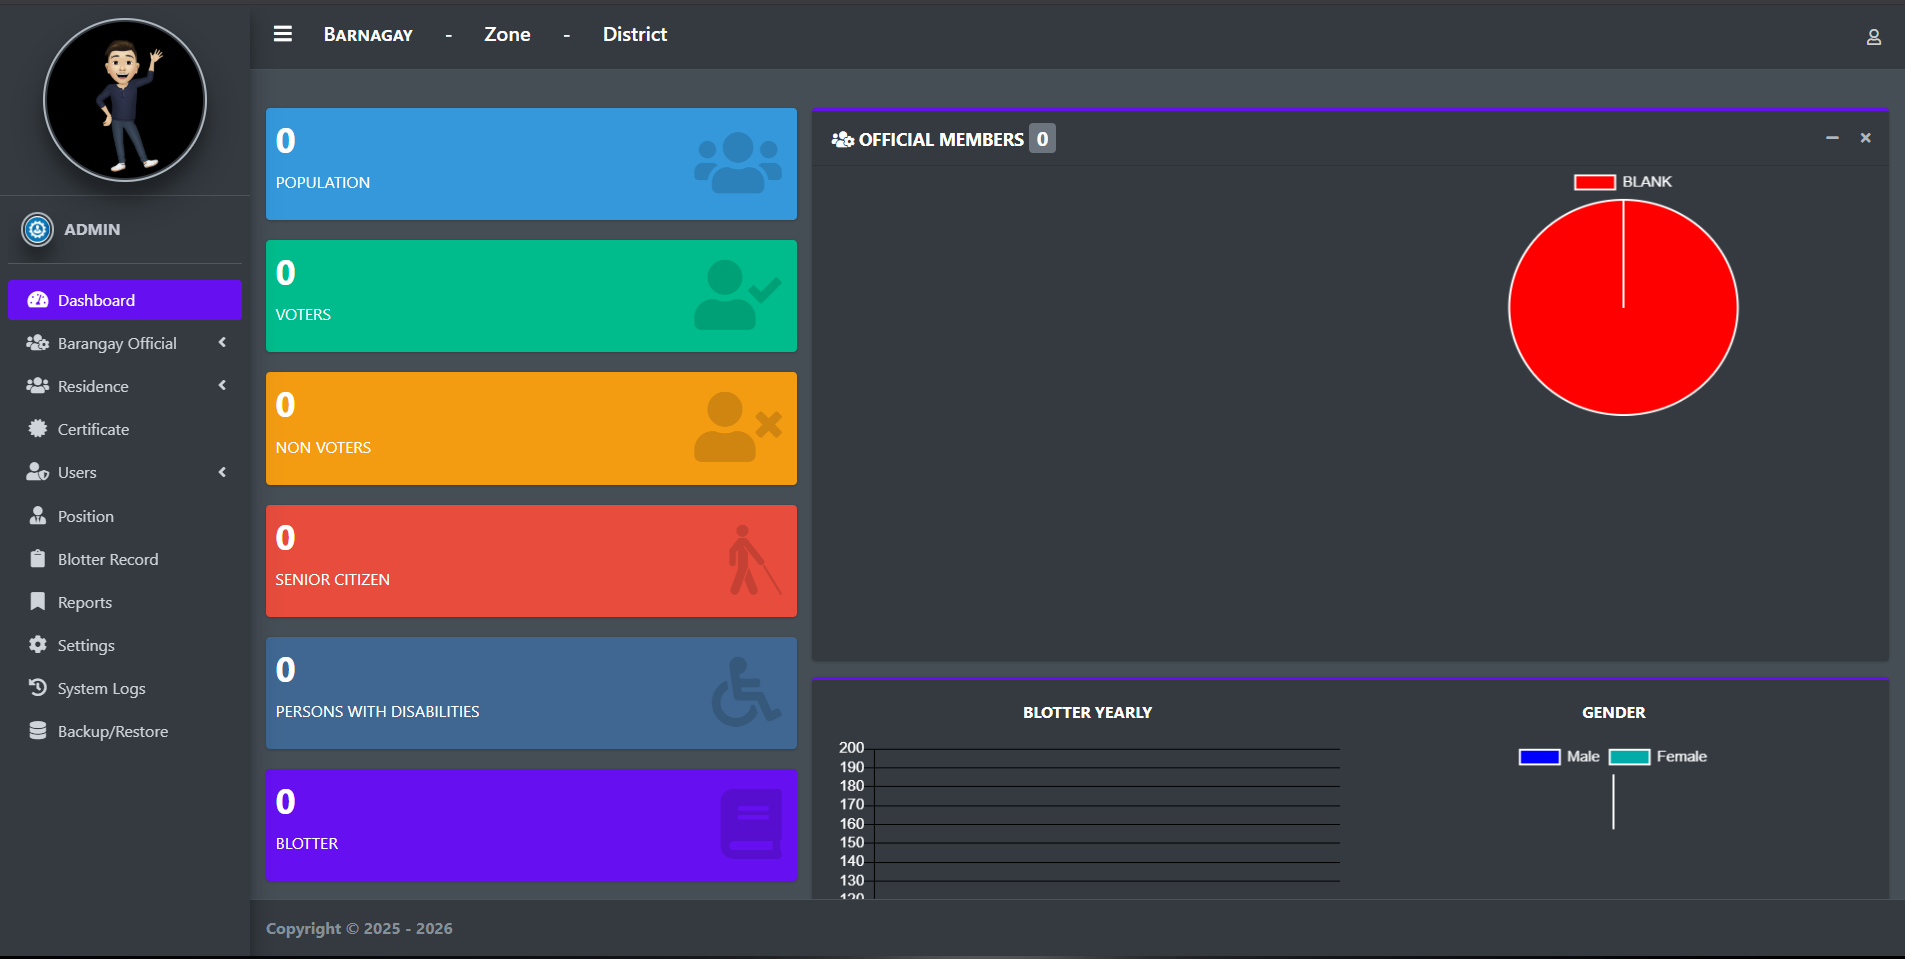 BARNAGAY - Zone - District
ADMIN
Dashboard
Barangay Official
Residence
Certificate
Users
Position
Blotter Record
Reports
Settings
System Logs
Backup/Restore
0
POPULATION
0
VOTERS
0
NON VOTERS
0
SENIOR CITIZEN
0
PERSONS WITH DISABILITIES
0
BLOTTER
OFFICIAL MEMBERS 0
BLANK
BLOTTER YEARLY
200
190
180
170
160
150
140
130
120
GENDER
Male Female
Copyright © 2025 - 2026